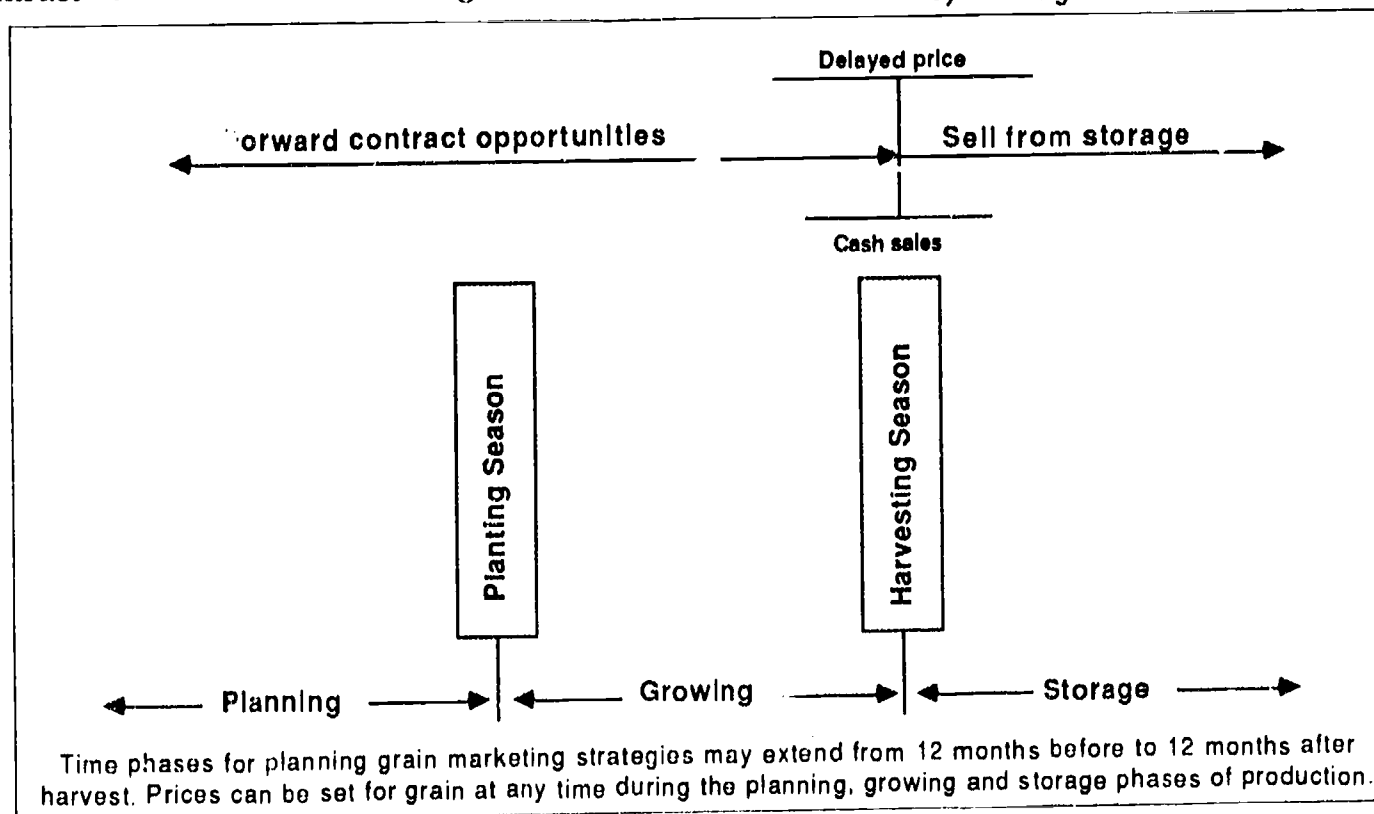 Delayed price
orward contract opportunities
Sell from storage
Cash sales
Planting Season
Harvesting Season
Planning
Growing
Storage
Time phases for planning grain marketing strategies may extend from 12 months before to 12 months after
harvest. Prices can be set for grain at any time during the planning, growing and storage phases of production.